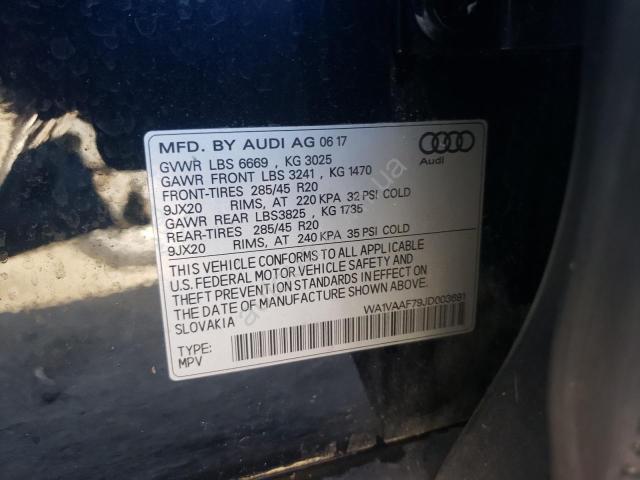 MFD. BY AUDI AG 06 17
Audi
GVWR LBS 6669 , KG 3025
GAWR FRONT LBS 3241 , KG 1470
FRONT-TIRES 285/45 R20
9JX20 RIMS, AT 220 KPA 32 PSI COLD
GAWR REAR LBS3825 , KG 1735
REAR-TIRES 285/45 R20
9JX20 RIMS, AT 240 KPA 35 PSI COLD
THIS VEHICLE CONFORMS TO ALL APPLICABLE
U.S. FEDERAL MOTOR VEHICLE SAFETY AND
THEFT PREVENTION STANDARDS IN EFFECT ON
THE DATE OF MANUFACTURE SHOWN ABOVE.
SLOVAKIA
WA1VAAF79JD003691
TYPE:
MPV